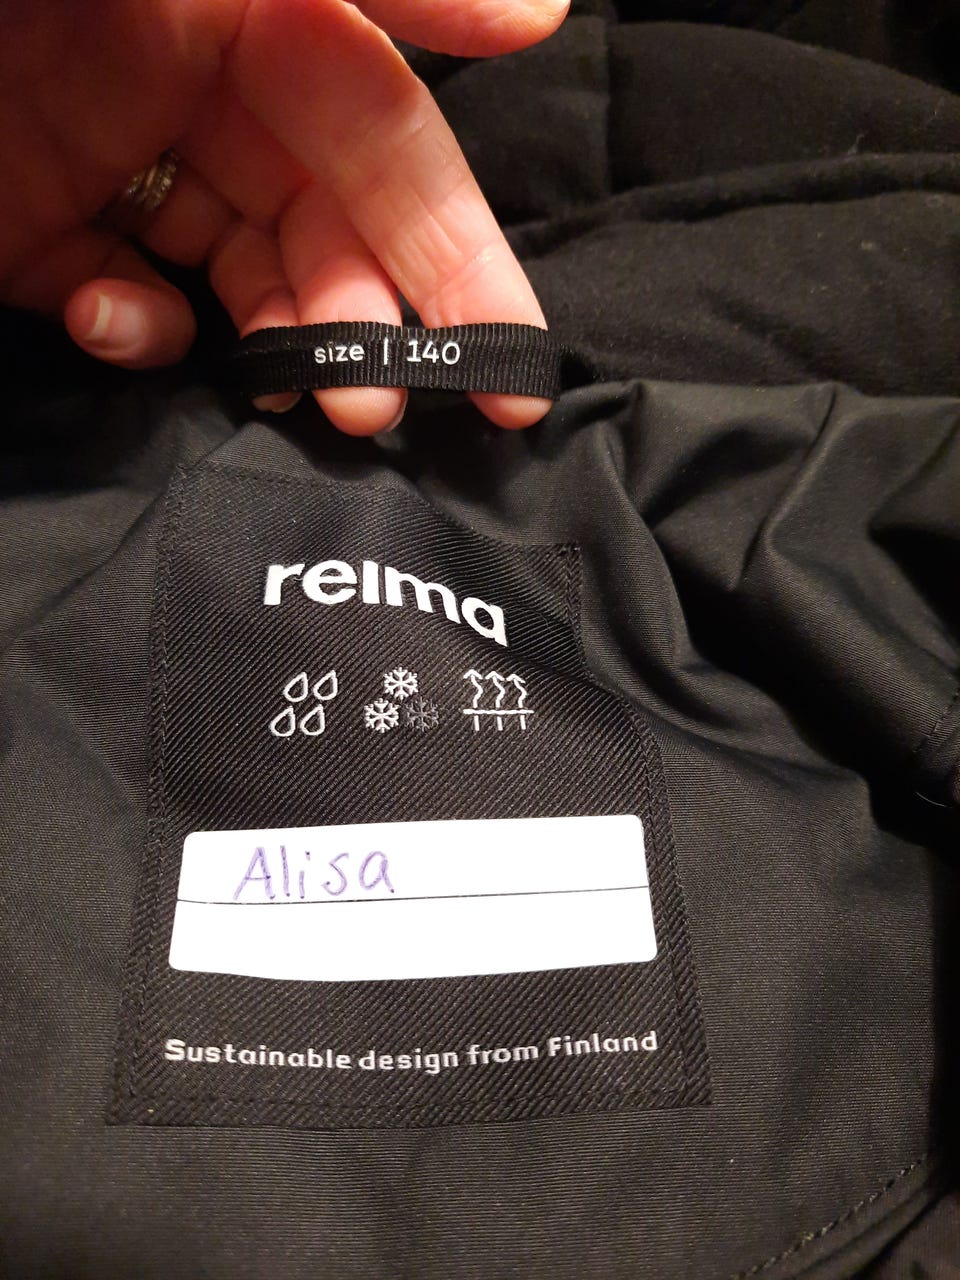 size | 140
reima
Alisa
Sustainable design from Finland